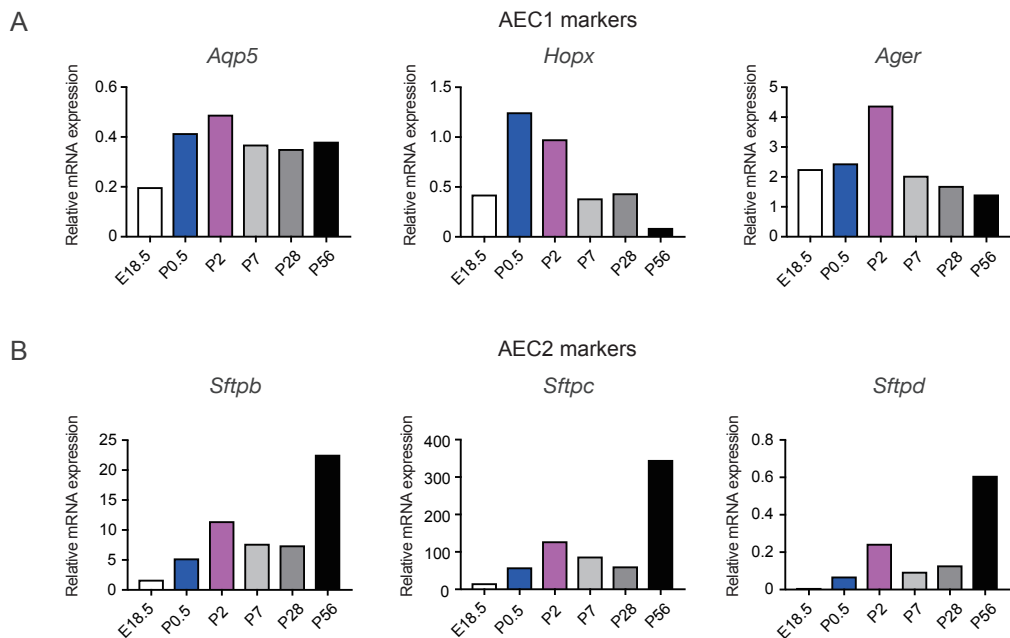 A
AEC1 markers
Aqp5
Hopx
Ager
Relative mRNA expression
0.6
0.4
0.2
0
E18.5
P0.5
P2
P7
P28
P56
Relative mRNA expression
1.5
1.0
0.5
0
E18.5
P0.5
P2
P7
P28
P56
Relative mRNA expression
5
4
3
2
1
0
E18.5
P0.5
P2
P7
P28
P56
B
AEC2 markers
Sftpb
Sftpc
Sftpd
Relative mRNA expression
25
20
15
10
5
0
E18.5
P0.5
P2
P7
P28
P56
Relative mRNA expression
400
300
200
100
00
E18.5
P0.5
P2
P7
P28
P56
Relative mRNA expression
0.8
0.6
0.4
0.2
0
E18.5
P0.5
P2
P7
P28
P56